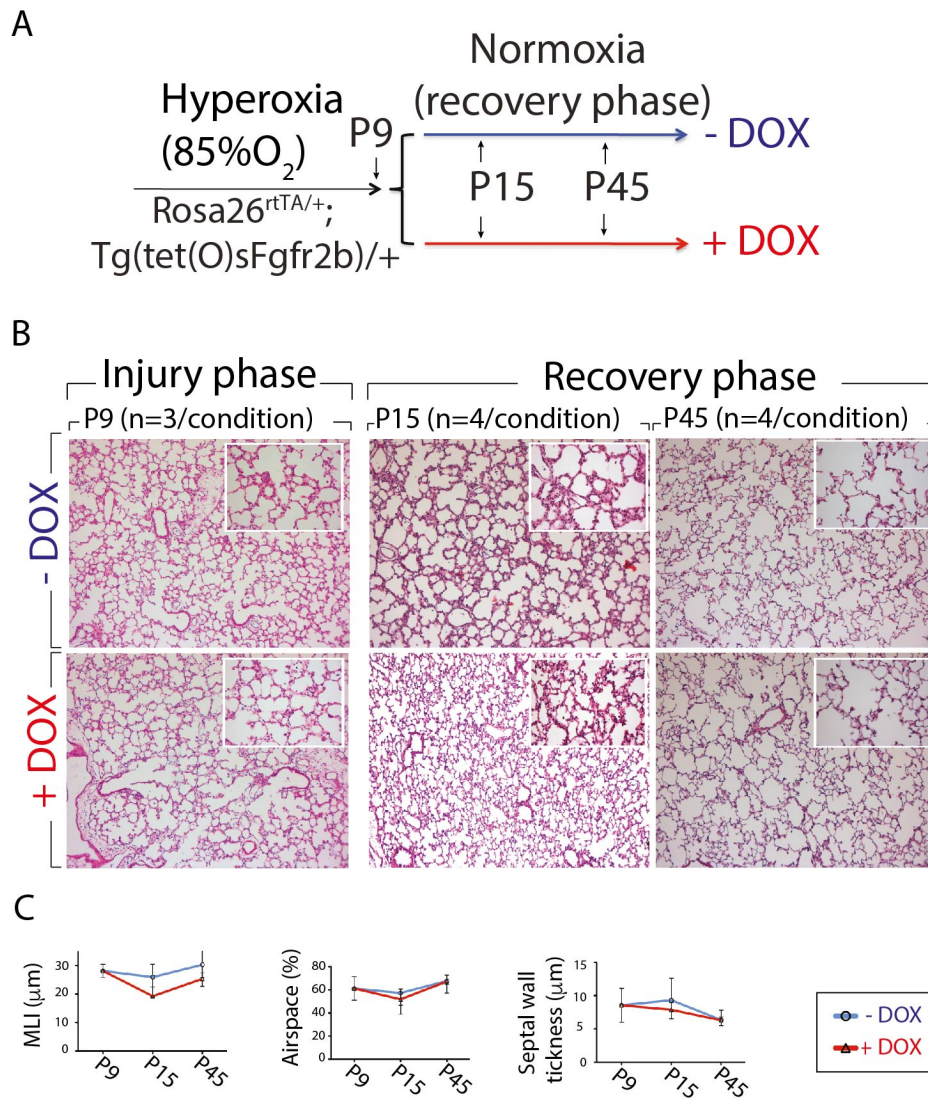 A
Hyperoxia
(85%O₂)
P9
Normoxia
(recovery phase)
- DOX
P15
P45
Rosa26^rtTA/+;
Tg(tet(O)sFgfr2b)/+
+ DOX
B
Injury phase
Recovery phase
P9 (n=3/condition)
P15 (n=4/condition)
P45 (n=4/condition)
- DOX
+ DOX
C
MLI (μm)
30
20
10
0
P9
P15
P45
Airspace (%)
80
60
40
20
0
P9
P15
P45
Septal wall
tickness (μm)
15
10
5
0
P9
P15
P45
- DOX
+ DOX